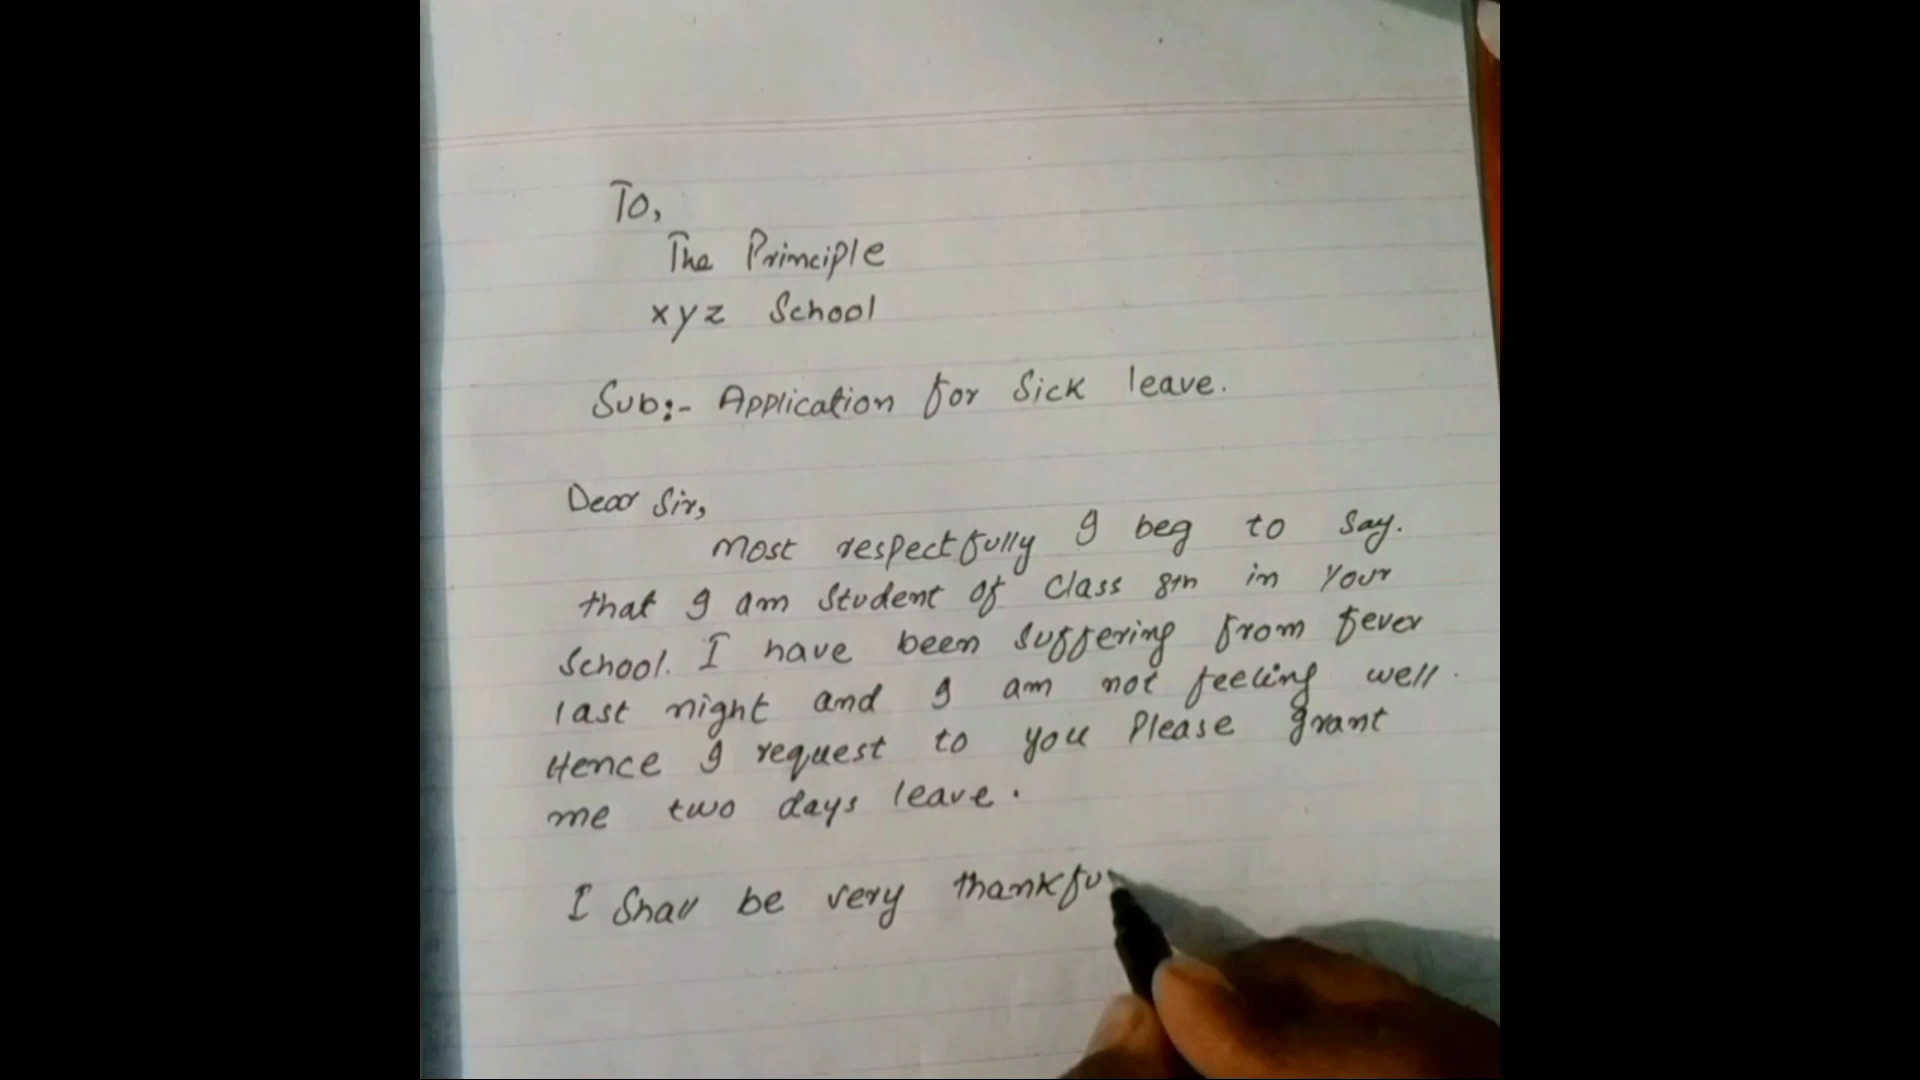 To,
The Principle
xyz School
Sub:- Application for Sick leave.
Dear Sir,
Most respectfully I beg to say.
that I am Student of Class 8th in Your
School. I have been suffering from fever
last night and I am not feeling well.
Hence I request to you Please grant
me two days leave.
I Shall be very thankfu